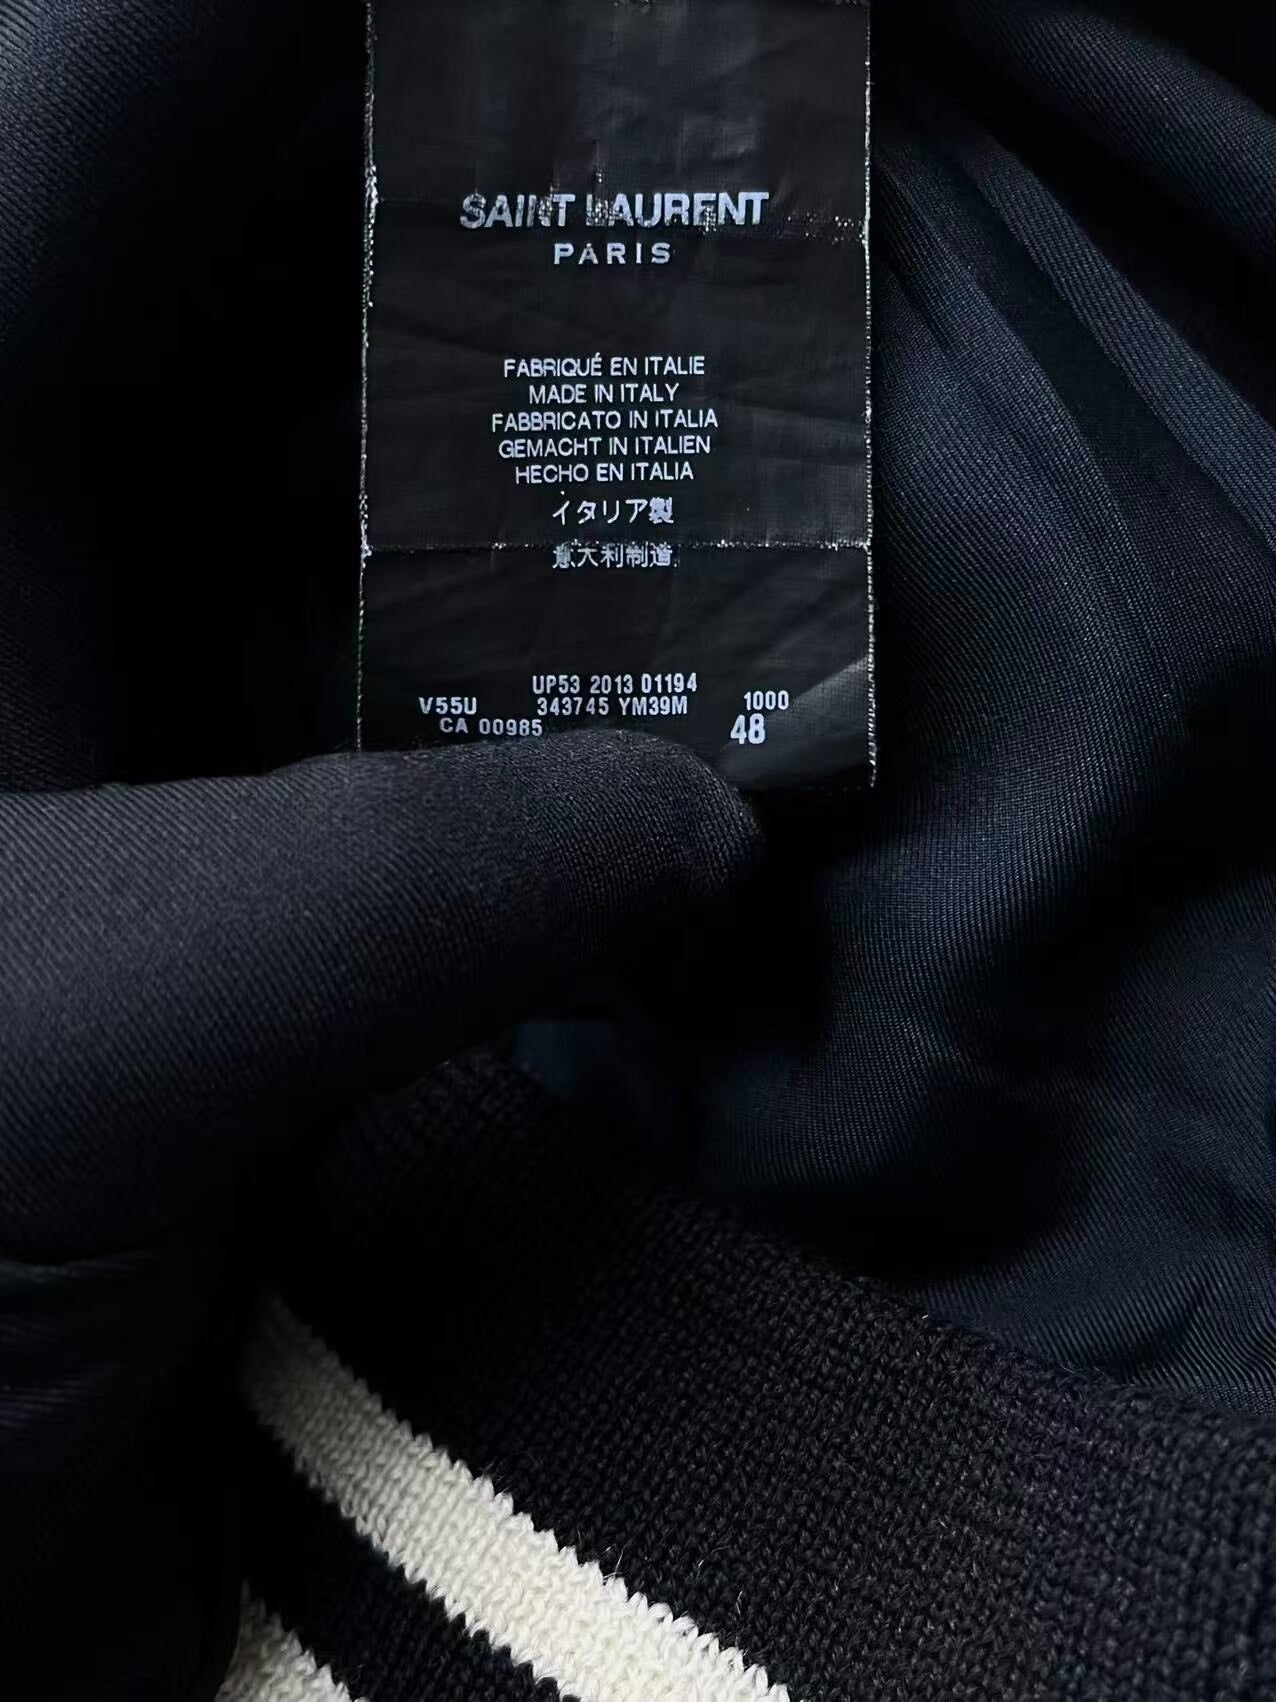 SAINT LAURENT
PARIS
FABRIQUÉ EN ITALIE
MADE IN ITALY
FABBRICATO IN ITALIA
GEMACHT IN ITALIEN
HECHO EN ITALIA
イタリア製
意大利制造
UP53 2013 01194
V55U 343745 YM39M 1000
CA 00985 48